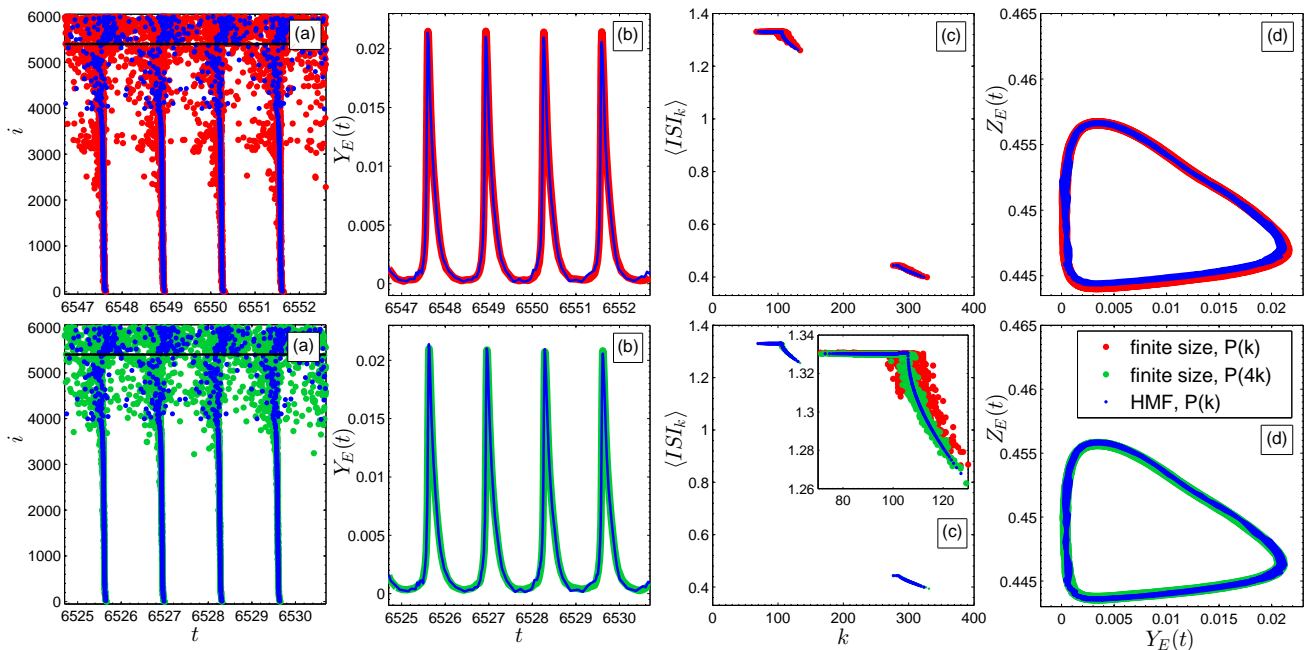 6000
5000
4000
3000
2000
1000
0
i
(a)
6547 6548 6549 6550 6551 6552
0.02
0.015
0.01
0.005
0
Y_E(t)
(b)
6547 6548 6549 6550 6551 6552
1.4
1.2
1
0.8
0.6
0.4
⟨ISI_k⟩
(c)
0 100 200 300 400
0.465
0.46
0.455
0.45
0.445
Z_E(t)
(d)
0 0.005 0.01 0.015 0.02
6000
5000
4000
3000
2000
1000
0
i
(a)
6525 6526 6527 6528 6529 6530
t
0.02
0.015
0.01
0.005
0
Y_E(t)
(b)
6525 6526 6527 6528 6529 6530
t
1.4
1.2
1
0.8
0.6
0.4
⟨ISI_k⟩
1.34
1.32
1.3
1.28
1.26
80 100 120
(c)
0 100 200 300 400
k
0.465
0.46
0.455
0.45
0.445
Z_E(t)
finite size, P(k)
finite size, P(4k)
HMF, P(k)
(d)
0 0.005 0.01 0.015 0.02
Y_E(t)